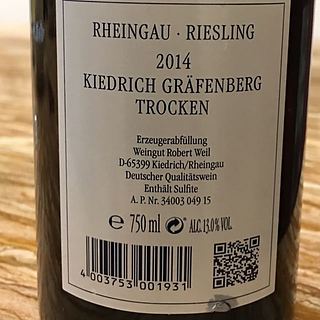 RHEINGAU · RIESLING
2014
KIEDRICH GRÄFENBERG
TROCKEN
Erzeugerabfüllung
Weingut Robert Weil
D-65399 Kiedrich/Rheingau
Deutscher Qualitätswein
Enthält Sulfite
A. P. Nr. 34003 049 15
℮ 750 ml ALC. 13.0% VOL.
4 003753 001931